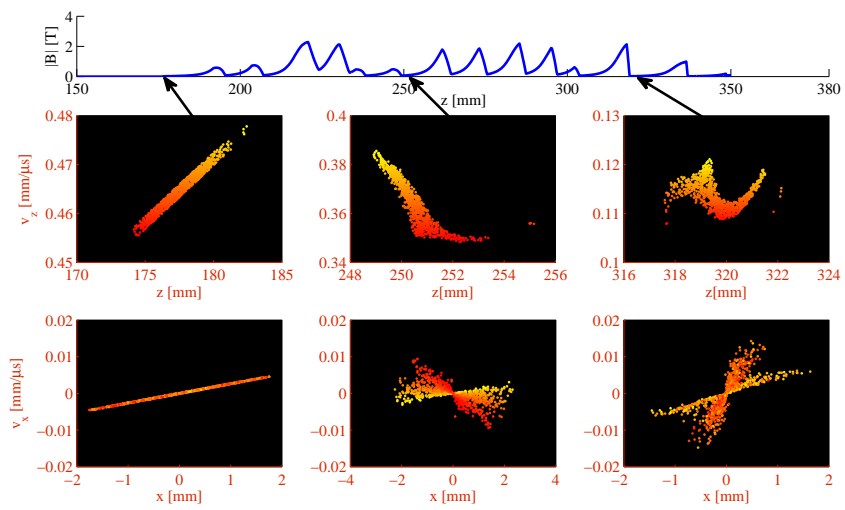 |B| [T]
4
2
0
150 200 250 300 350 380
z [mm]
0.48 0.4 0.13
0.47 0.38 0.12
0.46 0.36 0.11
0.45 0.34 0.1
v_z [mm/μs]
170 175 180 185 248 250 252 254 256 316 318 320 322 324
z [mm] z[mm] z[mm]
0.02 0.02 0.02
0.01 0.01 0.01
0 0 0
−0.01 −0.01 −0.01
−0.02 −0.02 −0.02
v_x [mm/μs]
−2 −1 0 1 2 −4 −2 0 2 4 −2 −1 0 1 2
x [mm] x [mm] x [mm]